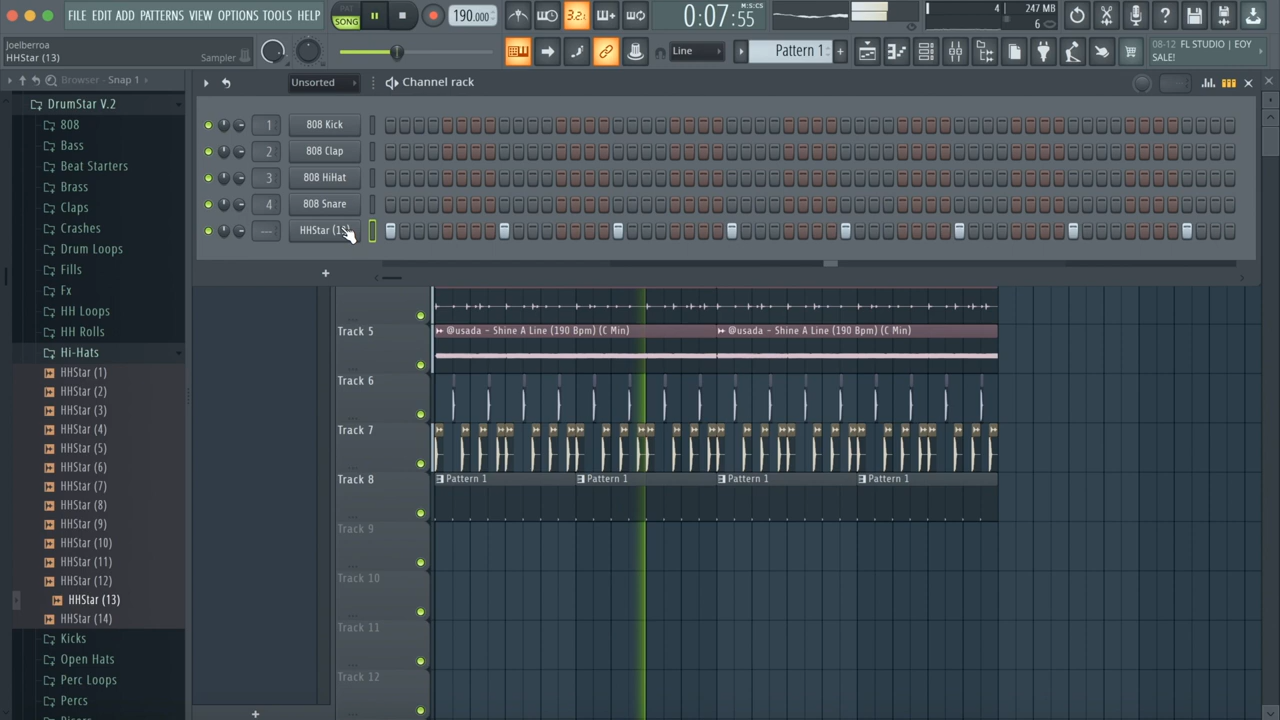 FILE EDIT PATTERNS VIEW OPTIONS TOOLS HELP
PAT
SONG
190.000
3.2.
0:07:55
M:S:CS
4
247 MB
6
Joelberroa
HHStar (13)
Sampler
Line
Pattern 1
+
08-12 FL STUDIO | EOY
SALE!
Browser - Snap 1
Unsorted
Channel rack
DrumStar V.2
808
Bass
Beat Starters
Brass
Claps
Crashes
Drum Loops
Fills
Fx
HH Loops
HH Rolls
Hi-Hats
HHStar (1)
HHStar (2)
HHStar (3)
HHStar (4)
HHStar (5)
HHStar (6)
HHStar (7)
HHStar (8)
HHStar (9)
HHStar (10)
HHStar (11)
HHStar (12)
HHStar (13)
HHStar (14)
Kicks
Open Hats
Perc Loops
Percs
1 808 Kick
2 808 Clap
3 808 HiHat
4 808 Snare
--- HHStar
+
Track 5
@usada - Shine A Line (190 Bpm) (C Min)
@usada - Shine A Line (190 Bpm) (C Min)
Track 6
Track 7
Track 8
Pattern 1
Pattern 1
Pattern 1
Pattern 1
Track 9
Track 10
Track 11
Track 12
+